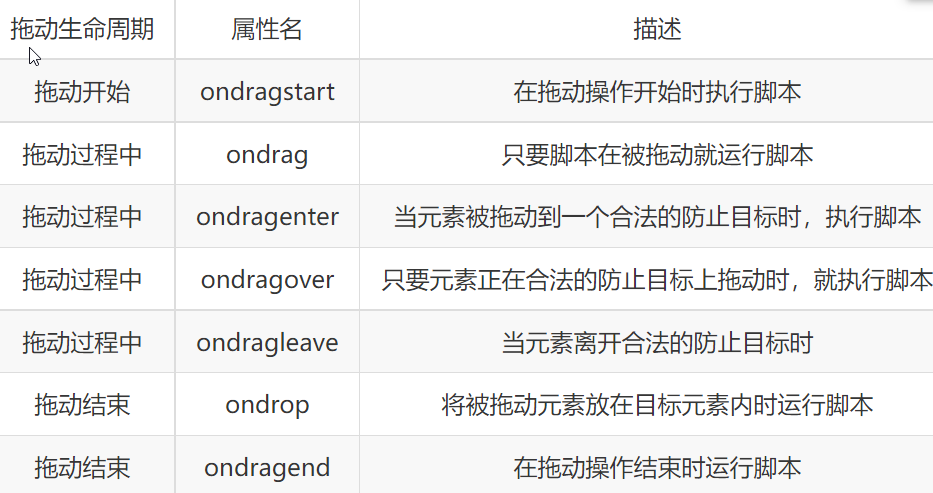 拖动生命周期 属性名 描述
拖动开始 ondragstart 在拖动操作开始时执行脚本
拖动过程中 ondrag 只要脚本在被拖动就运行脚本
拖动过程中 ondragenter 当元素被拖动到一个合法的防止目标时，执行脚本
拖动过程中 ondragover 只要元素正在合法的防止目标上拖动时，就执行脚本
拖动过程中 ondragleave 当元素离开合法的防止目标时
拖动结束 ondrop 将被拖动元素放在目标元素内时运行脚本
拖动结束 ondragend 在拖动操作结束时运行脚本